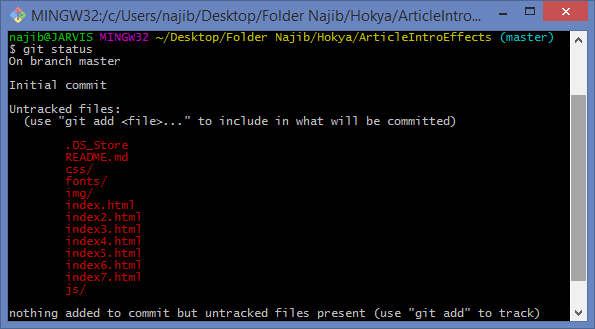 MINGW32:/c/Users/najib/Desktop/Folder Najib/Hokya/ArticleIntro...
najib@JARVIS MINGW32 ~/Desktop/Folder Najib/Hokya/ArticleIntroEffects (master)
$ git status
On branch master
Initial commit
Untracked files:
(use "git add <file>..." to include in what will be committed)
.DS_Store
README.md
css/
fonts/
img/
index.html
index2.html
index3.html
index4.html
index5.html
index6.html
index7.html
js/
nothing added to commit but untracked files present (use "git add" to track)